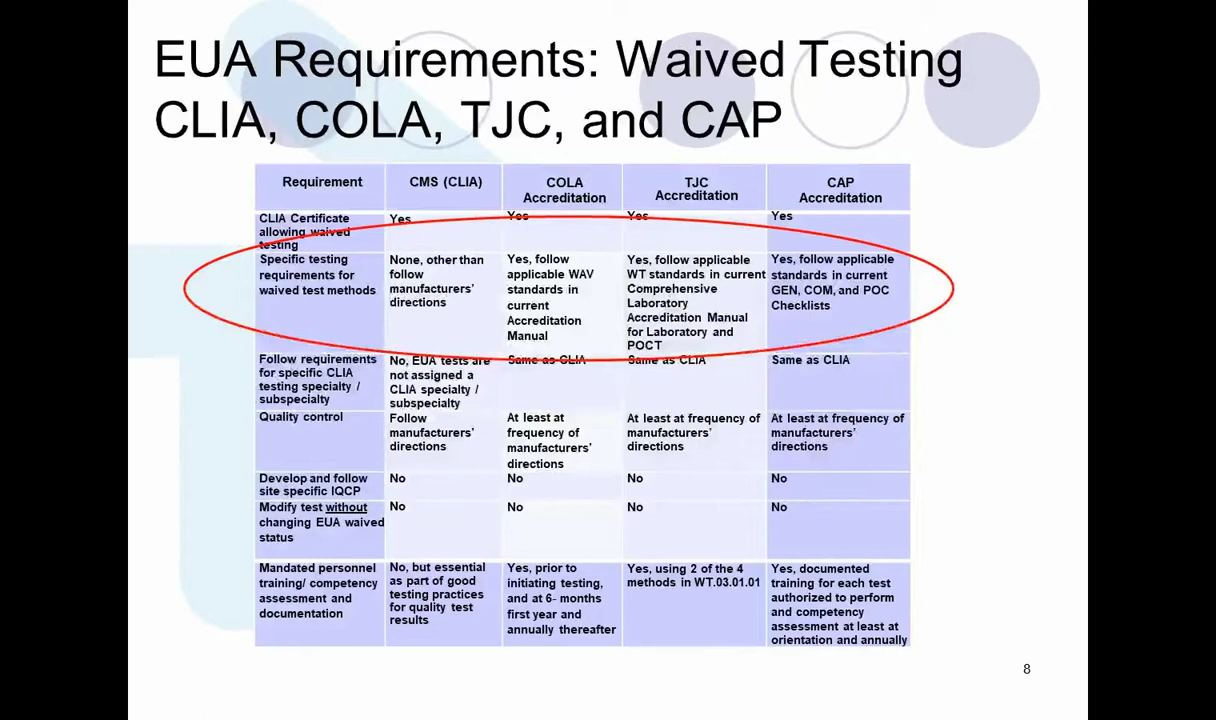 EUA Requirements: Waived Testing
CLIA, COLA, TJC, and CAP
Requirement
CMS (CLIA)
COLA
Accreditation
TJC
Accreditation
CAP
Accreditation
CLIA Certificate
allowing waived
testing
Yes
Yes
Yes
Yes
Specific testing
requirements for
waived test methods
None, other than
follow
manufacturers'
directions
Yes, follow
applicable WAV
standards in
current
Accreditation
Manual
Yes, follow applicable
WT standards in current
Comprehensive
Laboratory
Accreditation Manual
for Laboratory and
POCT
Yes, follow applicable
standards in current
GEN, COM, and POC
Checklists
Follow requirements
for specific CLIA
testing specialty /
subspecialty
No, EUA tests are
not assigned a
CLIA specialty /
subspecialty
Same as CLIA
Same as CLIA
Same as CLIA
Quality control
Follow
manufacturers'
directions
At least at
frequency of
manufacturers'
directions
At least at frequency of
manufacturers'
directions
At least at frequency of
manufacturers'
directions
Develop and follow
site specific IQCP
No
No
No
No
Modify test without
changing EUA waived
status
No
No
No
No
Mandated personnel
training/ competency
assessment and
documentation
No, but essential
as part of good
testing practices
for quality test
results
Yes, prior to
initiating testing,
and at 6- months
first year and
annually thereafter
Yes, using 2 of the 4
methods in WT.03.01.01
Yes, documented
training for each test
authorized to perform
and competency
assessment at least at
orientation and annually
8